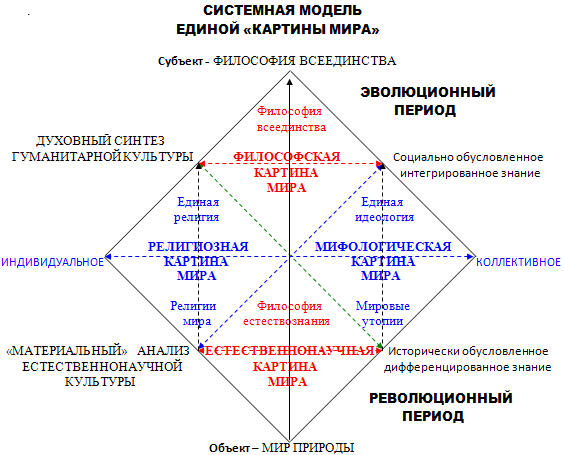 СИСТЕМНАЯ МОДЕЛЬ
ЕДИНОЙ «КАРТИНЫ МИРА»
Субъект - ФИЛОСОФИЯ ВСЕЕДИНСТВА
ЭВОЛЮЦИОННЫЙ
ПЕРИОД
Философия
всеединства
ДУХОВНЫЙ СИНТЕЗ
ГУМАНИТАРНОЙ КУЛЬТУРЫ
ФИЛОСОФСКАЯ
КАРТИНА
МИРА
Социально обусловленное
интегрированное знание
Единая
религия
Единая
идеология
ИНДИВИДУАЛЬНОЕ
РЕЛИГИОЗНАЯ
КАРТИНА
МИРА
МИФОЛОГИЧЕСКАЯ
КАРТИНА
МИРА
КОЛЛЕКТИВНОЕ
Религии
мира
Философия
естествознания
Мировые
утопии
«МАТЕРИАЛЬНЫЙ» АНАЛИЗ
ЕСТЕСТВЕННОНАУЧНОЙ
КУЛЬТУРЫ
ЕСТЕСТВЕННОНАУЧНАЯ
КАРТИНА
МИРА
Исторически обусловленное
дифференцированное знание
РЕВОЛЮЦИОННЫЙ
ПЕРИОД
Объект – МИР ПРИРОДЫ